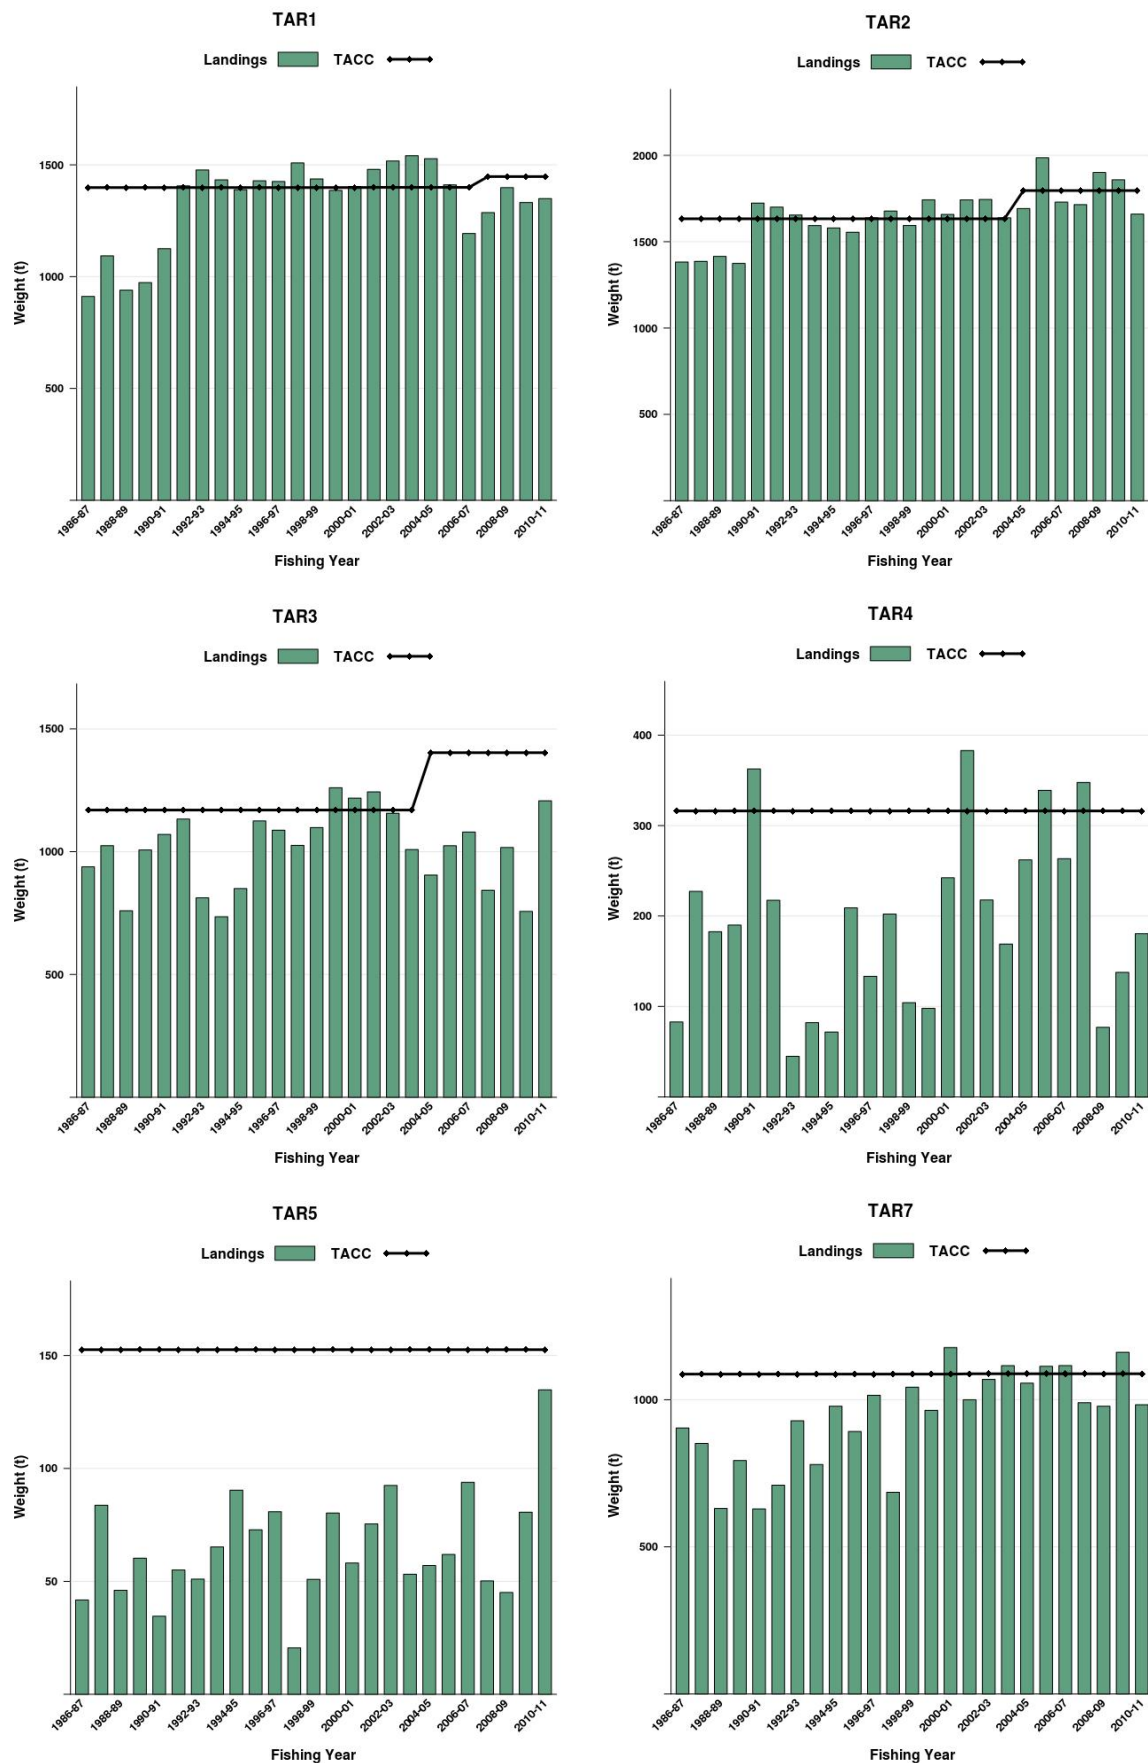 TAR1
Landings TACC
Weight (t)
1500
1000
500
1986-87 1988-89 1990-91 1992-93 1994-95 1996-97 1998-99 2000-01 2002-03 2004-05 2006-07 2008-09 2010-11
Fishing Year
TAR2
Landings TACC
Weight (t)
2000
1500
1000
500
1986-87 1988-89 1990-91 1992-93 1994-95 1996-97 1998-99 2000-01 2002-03 2004-05 2006-07 2008-09 2010-11
Fishing Year
TAR3
Landings TACC
Weight (t)
1500
1000
500
1986-87 1988-89 1990-91 1992-93 1994-95 1996-97 1998-99 2000-01 2002-03 2004-05 2006-07 2008-09 2010-11
Fishing Year
TAR4
Landings TACC
Weight (t)
400
300
200
100
1986-87 1988-89 1990-91 1992-93 1994-95 1996-97 1998-99 2000-01 2002-03 2004-05 2006-07 2008-09 2010-11
Fishing Year
TAR5
Landings TACC
Weight (t)
150
100
50
1986-87 1988-89 1990-91 1992-93 1994-95 1996-97 1998-99 2000-01 2002-03 2004-05 2006-07 2008-09 2010-11
Fishing Year
TAR7
Landings TACC
Weight (t)
1000
500
1986-87 1988-89 1990-91 1992-93 1994-95 1996-97 1998-99 2000-01 2002-03 2004-05 2006-07 2008-09 2010-11
Fishing Year